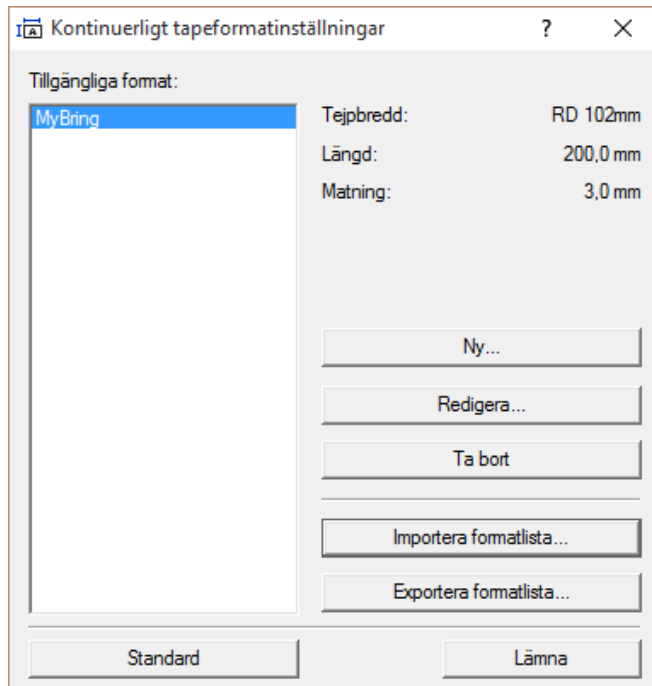 Kontinuerligt tapeformatinställningar
Tillgängliga format:
MyBring
Tejpbredd: RD 102mm
Längd: 200,0 mm
Matning: 3,0 mm
Ny...
Redigera...
Ta bort
Importera formatlista...
Exportera formatlista...
Standard
Lämna